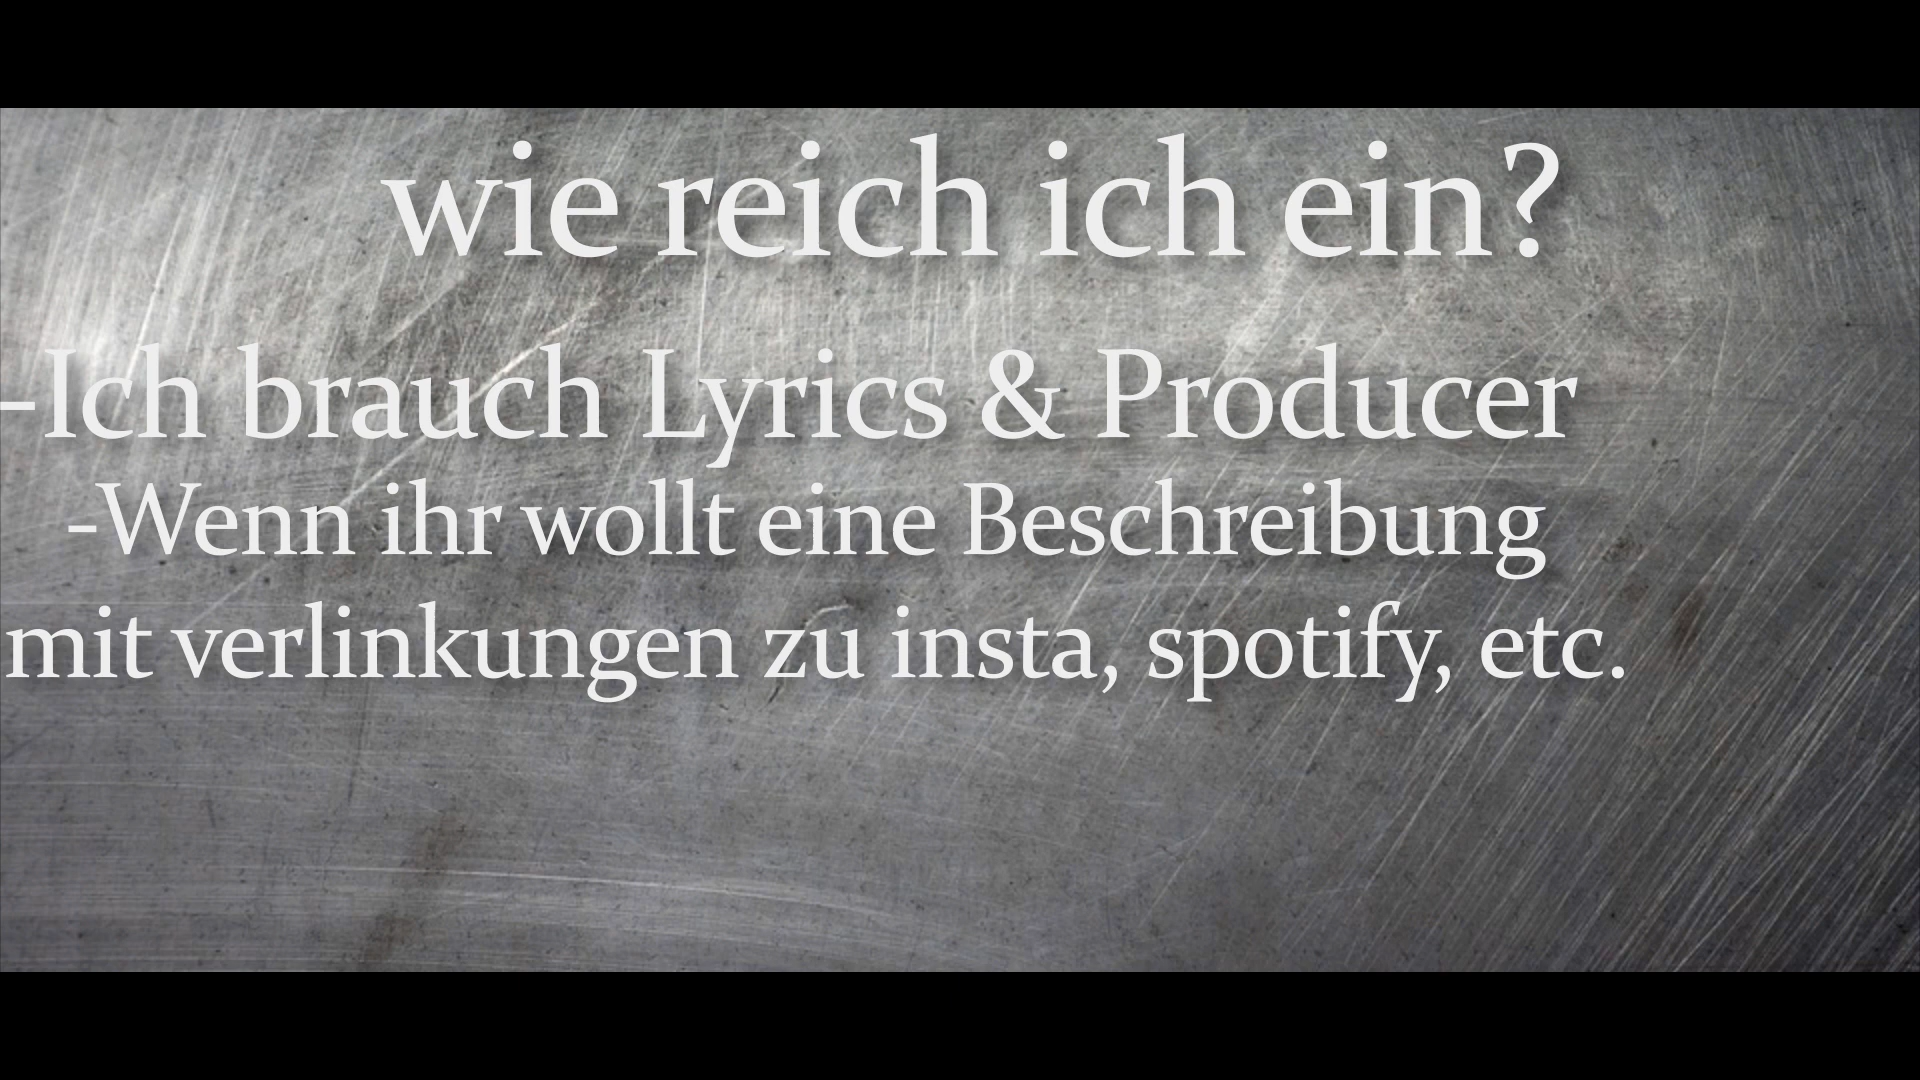 wie reich ich ein?
-Ich brauch Lyrics & Producer
-Wenn ihr wollt eine Beschreibung
mit verlinkungen zu insta, spotify, etc.